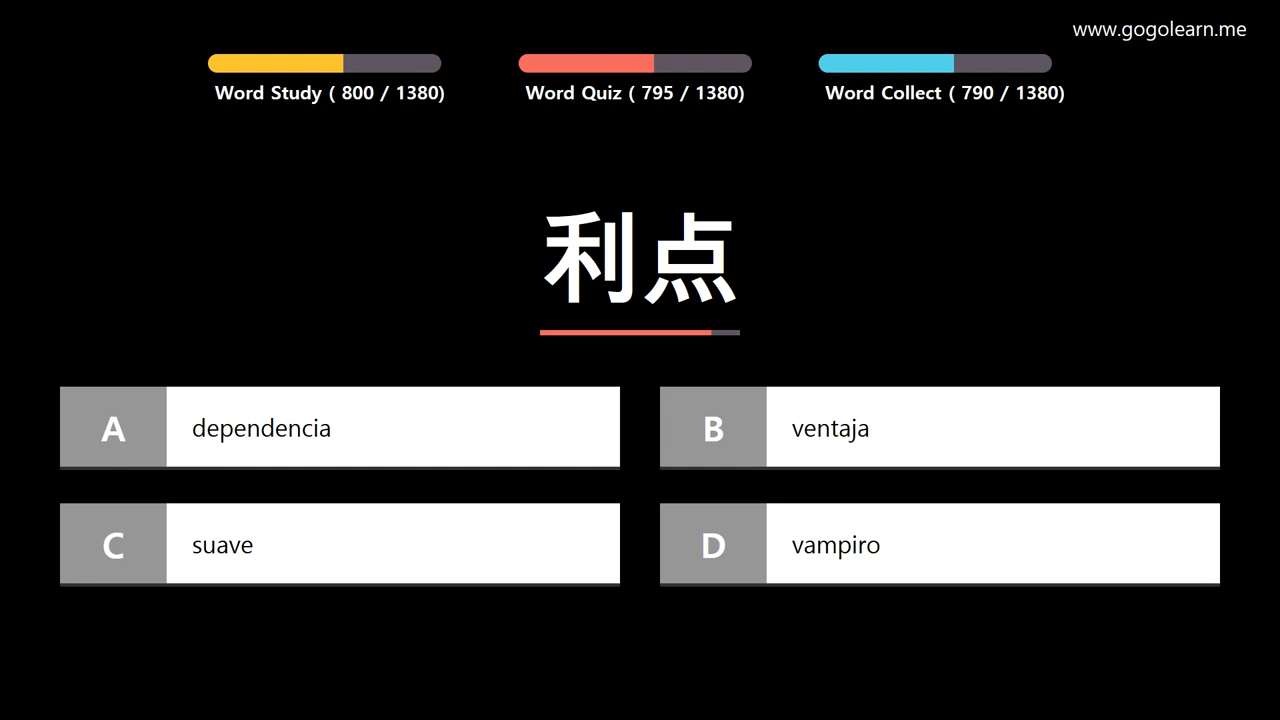 www.gogolearn.me
Word Study ( 800 / 1380)
Word Quiz ( 795 / 1380)
Word Collect ( 790 / 1380)
利点
A dependencia
B ventaja
C suave
D vampiro